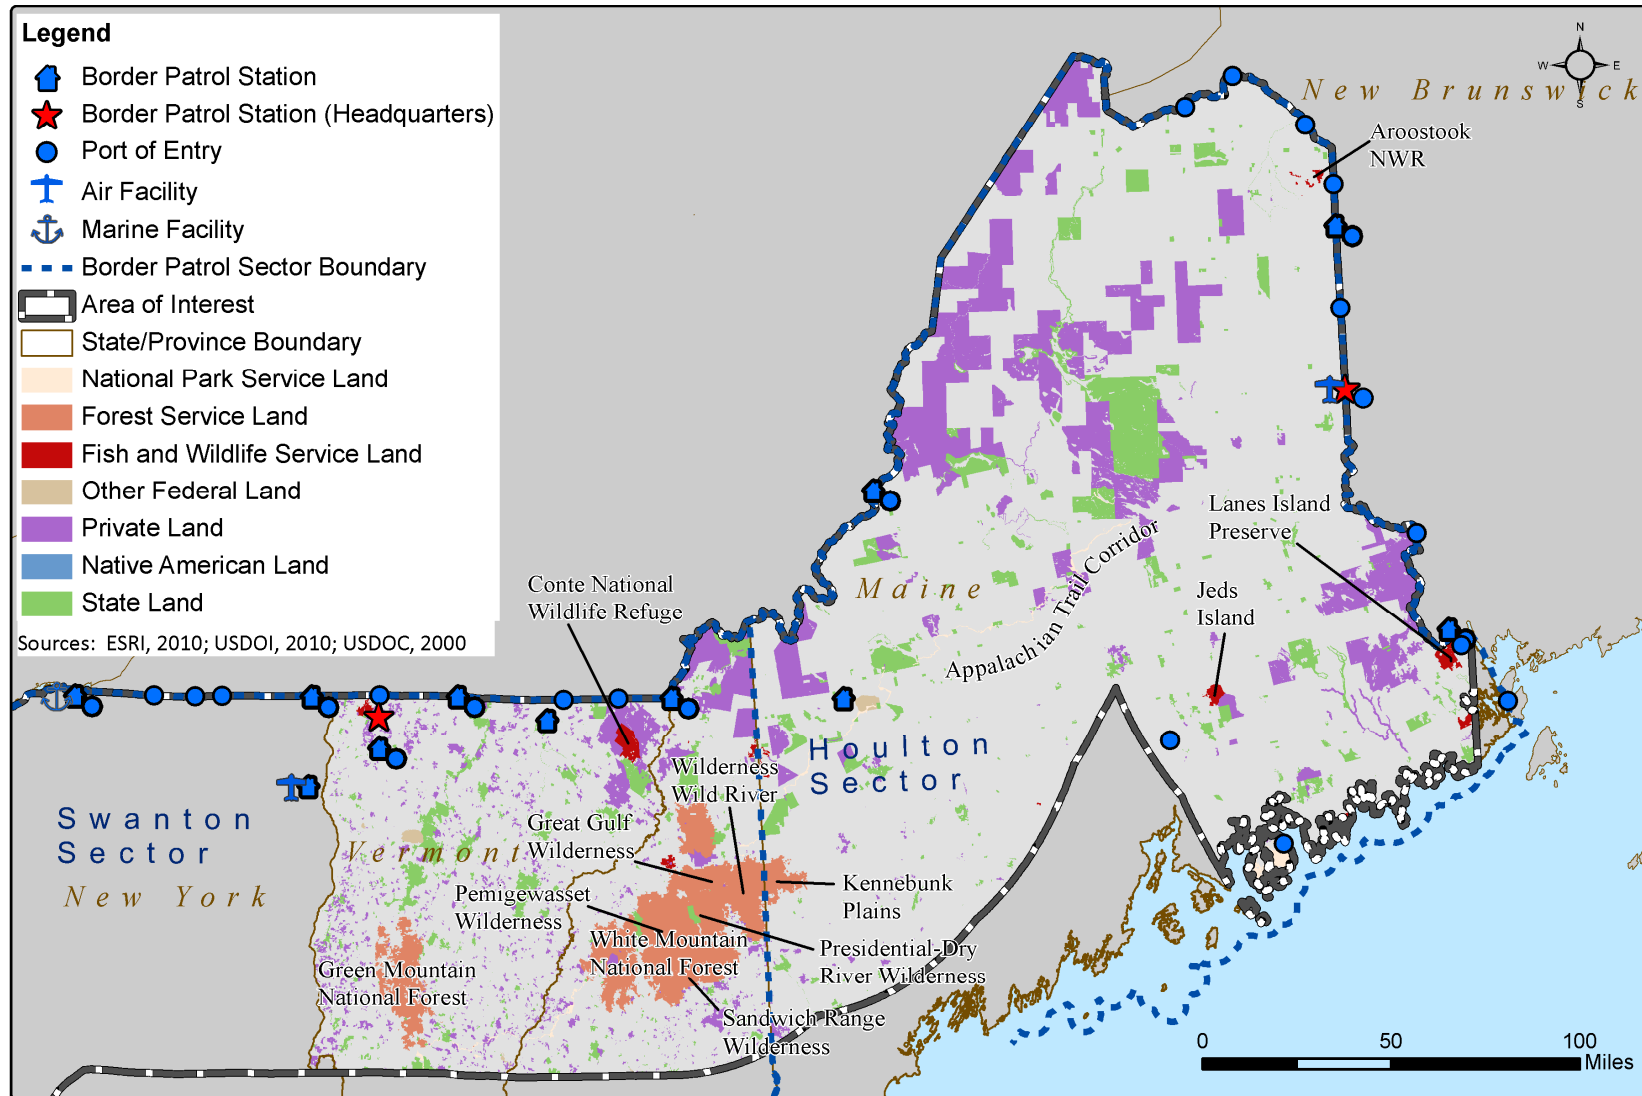 Legend
Border Patrol Station
Border Patrol Station (Headquarters)
Port of Entry
Air Facility
Marine Facility
Border Patrol Sector Boundary
Area of Interest
State/Province Boundary
National Park Service Land
Forest Service Land
Fish and Wildlife Service Land
Other Federal Land
Private Land
Native American Land
State Land
Sources: ESRI, 2010; USDOI, 2010; USDOC, 2000
N
W
E
S
New Brunswick
Aroostook
NWR
Lanes Island
Preserve
Jeds
Island
Maine
Appalachian Trail Corridor
Conte National
Wildlife Refuge
Houlton
Sector
Wilderness
Wild River
Great Gulf
Wilderness
Swanton
Sector
Vermont
New York
Pemigewasset
Wilderness
Kennebunk
Plains
White Mountain
National Forest
Presidential-Dry
River Wilderness
Green Mountain
National Forest
Sandwich Range
Wilderness
0 50 100
Miles